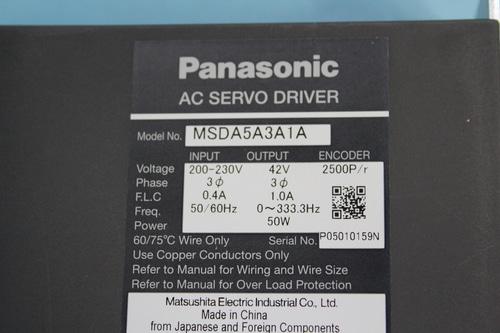 Panasonic
AC SERVO DRIVER
Model No. MSDA5A3A1A
INPUT OUTPUT ENCODER
Voltage 200-230V 42V 2500P/r
Phase 3ϕ 3ϕ
F.L.C 0.4A 1.0A
Freq. 50/60Hz 0～333.3Hz
Power 50W
60/75℃ Wire Only Serial No. P05010159N
Use Copper Conductors Only
Refer to Manual for Wiring and Wire Size
Refer to Manual for Over Load Protection
Matsushita Electric Industrial Co., Ltd.
Made in China
from Japanese and Foreign Components